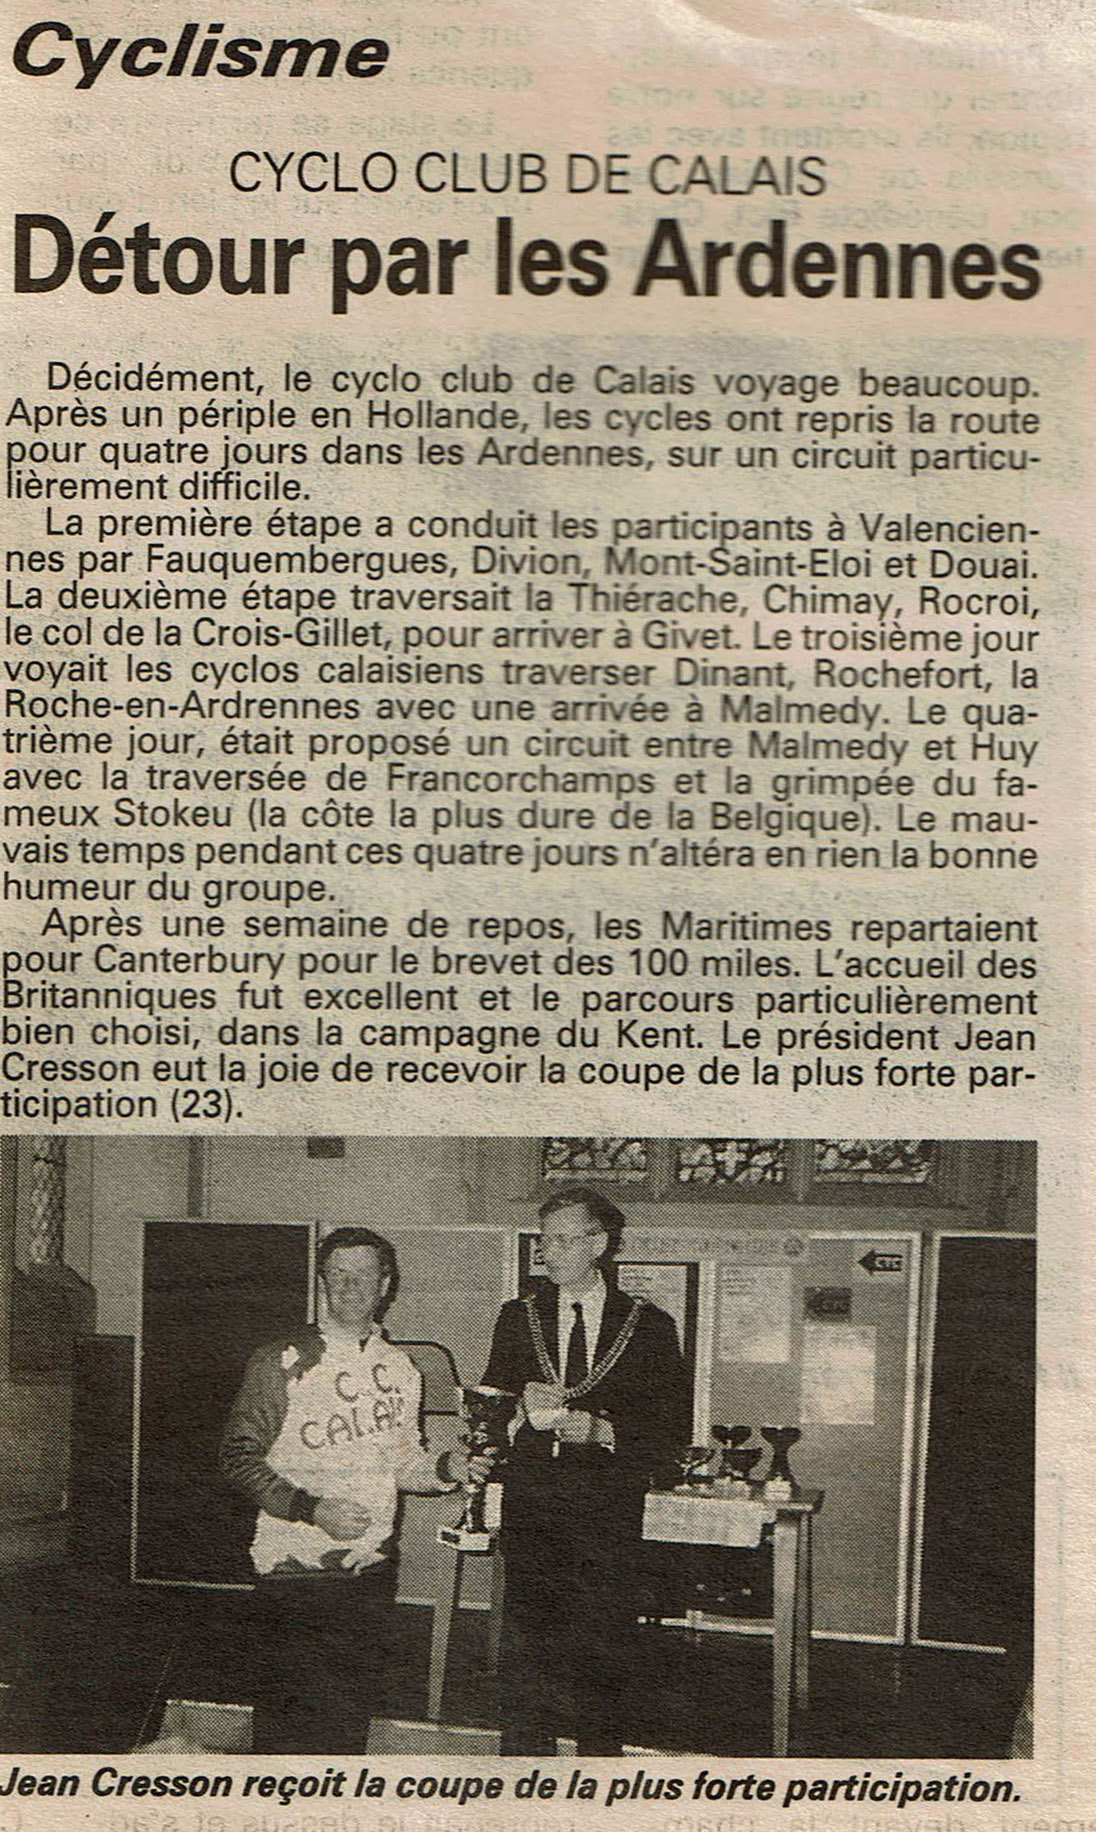 Cyclisme
CYCLO CLUB DE CALAIS
Détour par les Ardennes
Décidément, le cyclo club de Calais voyage beaucoup.
Après un périple en Hollande, les cycles ont repris la route
pour quatre jours dans les Ardennes, sur un circuit particu-
lièrement difficile.
La première étape a conduit les participants à Valencien-
nes par Fauquembergues, Divion, Mont-Saint-Eloi et Douai.
La deuxième étape traversait la Thiérache, Chimay, Rocroi,
le col de la Crois-Gillet, pour arriver à Givet. Le troisième jour
voyait les cyclos calaisiens traverser Dinant, Rochefort, la
Roche-en-Ardrennes avec une arrivée à Malmedy. Le qua-
trième jour, était proposé un circuit entre Malmedy et Huy
avec la traversée de Francorchamps et la grimpée du fa-
meux Stokeu (la côte la plus dure de la Belgique). Le mau-
vais temps pendant ces quatre jours n'altéra en rien la bonne
humeur du groupe.
Après une semaine de repos, les Maritimes repartaient
pour Canterbury pour le brevet des 100 miles. L'accueil des
Britanniques fut excellent et le parcours particulièrement
bien choisi, dans la campagne du Kent. Le président Jean
Cresson eut la joie de recevoir la coupe de la plus forte par-
ticipation (23).
CTC
C.C.
CALAIS
Jean Cresson reçoit la coupe de la plus forte participation.